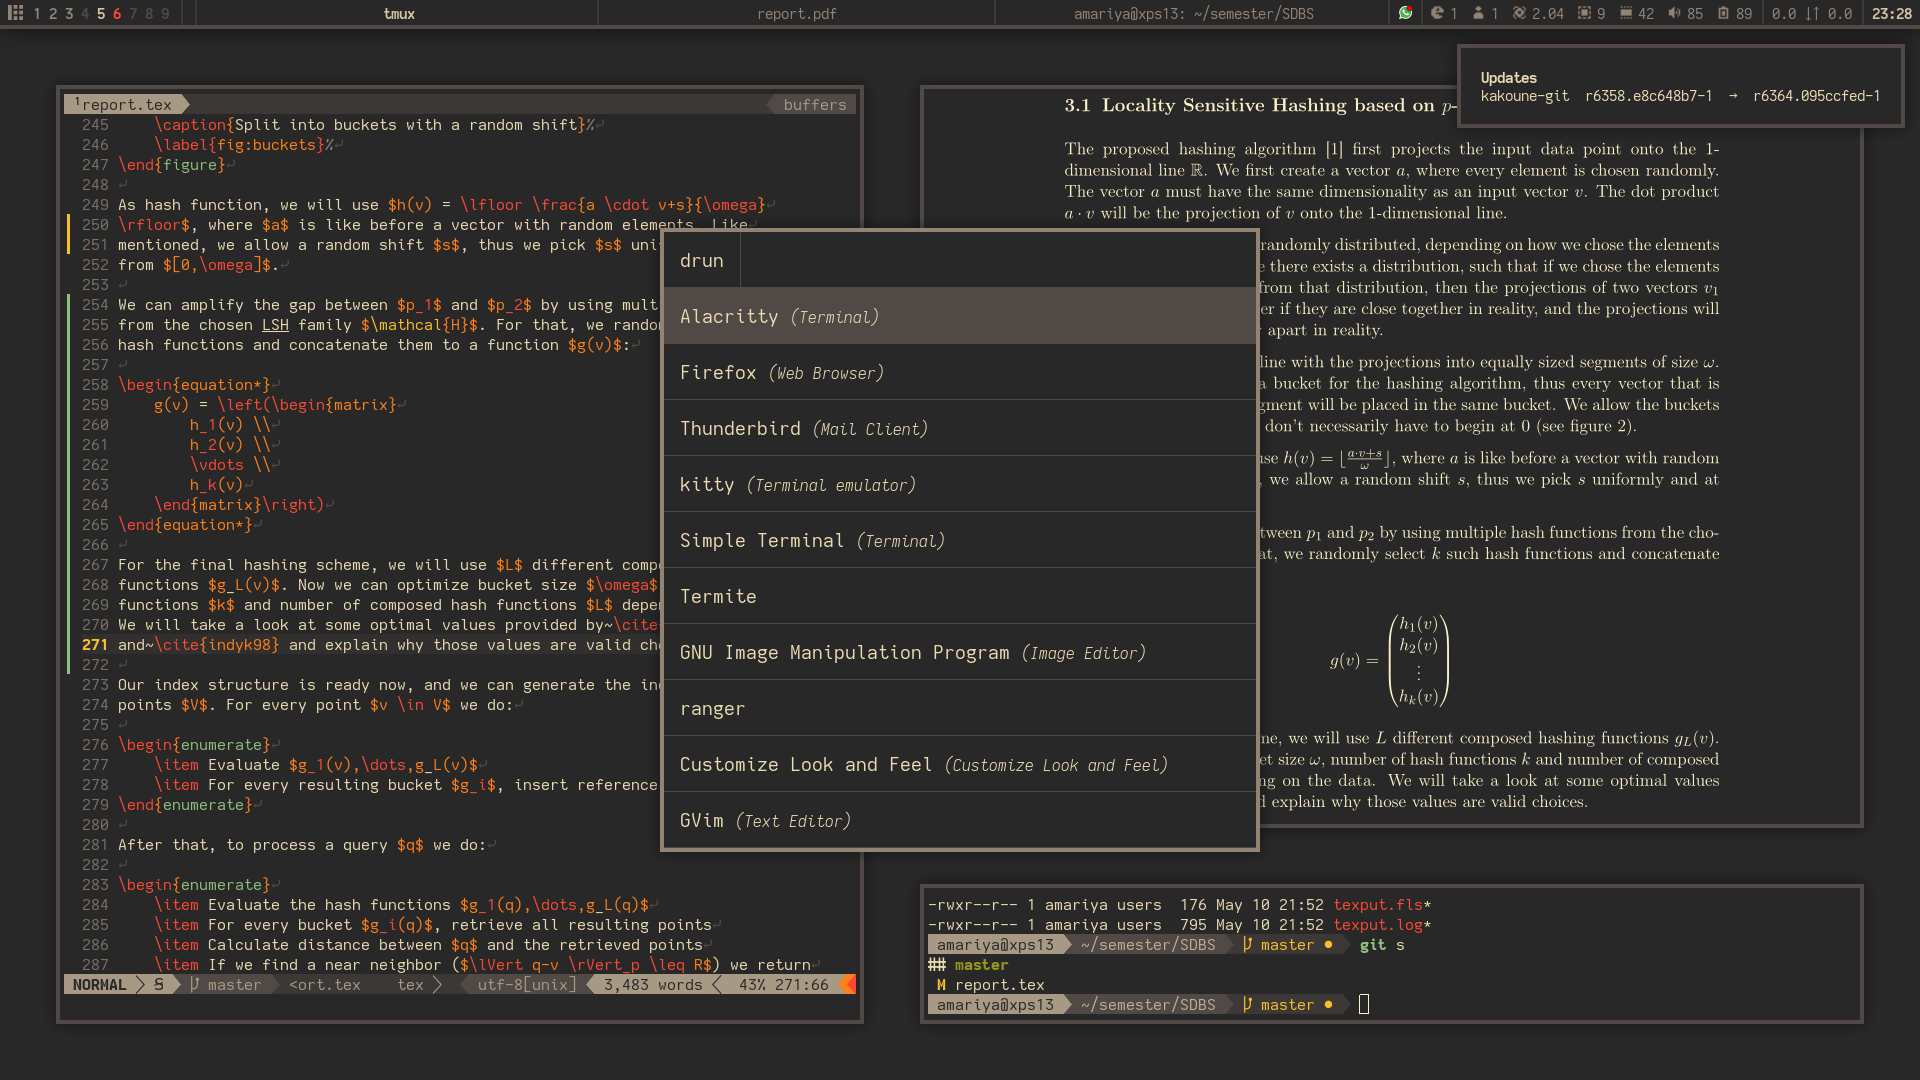 1 2 3 4 5 6 7 8 9
tmux
report.pdf
amariya@xps13: ~/semester/SDBS
1 1 2.04 9 42 85 89 0.0 ↓↑ 0.0 23:28
Updates
kakoune-git r6358.e8c648b7-1 → r6364.095ccfed-1
1report.tex
buffers
245 \caption{Split into buckets with a random shift}%
246 \label{fig:buckets}%
247 \end{figure}
248
249 As hash function, we will use $h(v) = \lfloor \frac{a \cdot v+s}{\omega}
250 \rfloor$, where $a$ is like before a vector with random elements. Like
251 mentioned, we allow a random shift $s$, thus we pick $s$ uni
252 from $[0,\omega]$.
253
254 We can amplify the gap between $p_1$ and $p_2$ by using mult
255 from the chosen LSH family $\mathcal{H}$. For that, we rando
256 hash functions and concatenate them to a function $g(v)$:
257
258 \begin{equation*}
259 g(v) = \left(\begin{matrix}
260 h_1(v) \\
261 h_2(v) \\
262 \vdots \\
263 h_k(v)
264 \end{matrix}\right)
265 \end{equation*}
266
267 For the final hashing scheme, we will use $L$ different comp
268 functions $g_L(v)$. Now we can optimize bucket size $\omega$
269 functions $k$ and number of composed hash functions $L$ depe
270 We will take a look at some optimal values provided by~\cite
271 and~\cite{indyk98} and explain why those values are valid cho
272
273 Our index structure is ready now, and we can generate the in
274 points $V$. For every point $v \in V$ we do:
275
276 \begin{enumerate}
277 \item Evaluate $g_1(v),\dots,g_L(v)$
278 \item For every resulting bucket $g_i$, insert reference
279 \end{enumerate}
280
281 After that, to process a query $q$ we do:
282
283 \begin{enumerate}
284 \item Evaluate the hash functions $g_1(q),\dots,g_L(q)$
285 \item For every bucket $g_i(q)$, retrieve all resulting points
286 \item Calculate distance between $q$ and the retrieved points
287 \item If we find a near neighbor ($\lVert q-v \rVert_p \leq R$) we return
NORMAL S master <ort.tex tex utf-8[unix] 3,483 words 43% 271:66
drun
Alacritty (Terminal)
Firefox (Web Browser)
Thunderbird (Mail Client)
kitty (Terminal emulator)
Simple Terminal (Terminal)
Termite
GNU Image Manipulation Program (Image Editor)
ranger
Customize Look and Feel (Customize Look and Feel)
GVim (Text Editor)
3.1 Locality Sensitive Hashing based on p-
The proposed hashing algorithm [1] first projects the input data point onto the 1-
dimensional line ℝ. We first create a vector a, where every element is chosen randomly.
The vector a must have the same dimensionality as an input vector v. The dot product
a · v will be the projection of v onto the 1-dimensional line.
randomly distributed, depending on how we chose the elements
e there exists a distribution, such that if we chose the elements
from that distribution, then the projections of two vectors v₁
er if they are close together in reality, and the projections will
apart in reality.
line with the projections into equally sized segments of size ω.
a bucket for the hashing algorithm, thus every vector that is
gment will be placed in the same bucket. We allow the buckets
don't necessarily have to begin at 0 (see figure 2).
use h(v) = ⌊(a·v+s)/ω⌋, where a is like before a vector with random
, we allow a random shift s, thus we pick s uniformly and at
tween p₁ and p₂ by using multiple hash functions from the cho-
at, we randomly select k such hash functions and concatenate
h₁(v)
h₂(v)
g(v) = ⋮
hₖ(v)
me, we will use L different composed hashing functions g_L(v).
et size ω, number of hash functions k and number of composed
ng on the data. We will take a look at some optimal values
d explain why those values are valid choices.
-rwxr--r-- 1 amariya users 176 May 10 21:52 texput.fls*
-rwxr--r-- 1 amariya users 795 May 10 21:52 texput.log*
amariya@xps13 ~/semester/SDBS master ● git s
## master
M report.tex
amariya@xps13 ~/semester/SDBS master ●